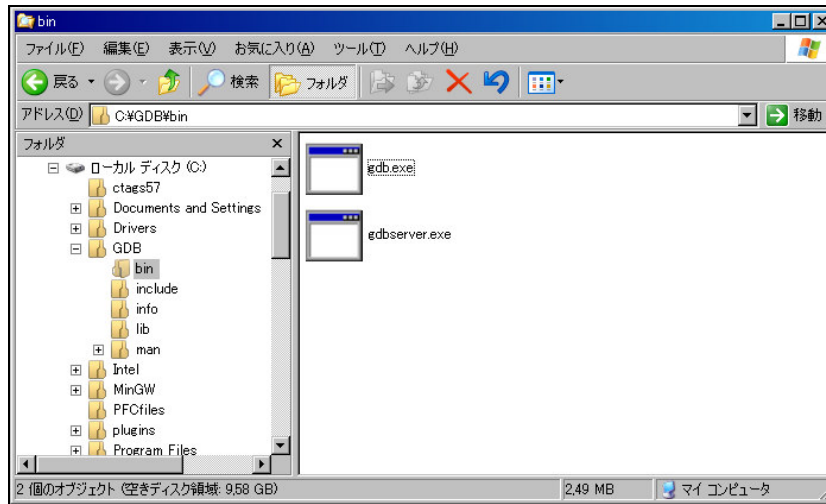 bin
ファイル(F) 編集(E) 表示(V) お気に入り(A) ツール(T) ヘルプ(H)
戻る 検索 フォルダ
アドレス(D) C:¥GDB¥bin 移動
フォルダ
ローカル ディスク (C:)
ctags57
Documents and Settings
Drivers
GDB
bin
include
info
lib
man
Intel
MinGW
PFCfiles
plugins
Program Files
gdb.exe
gdbserver.exe
2 個のオブジェクト (空きディスク領域: 9.58 GB) 2.49 MB マイ コンピュータ